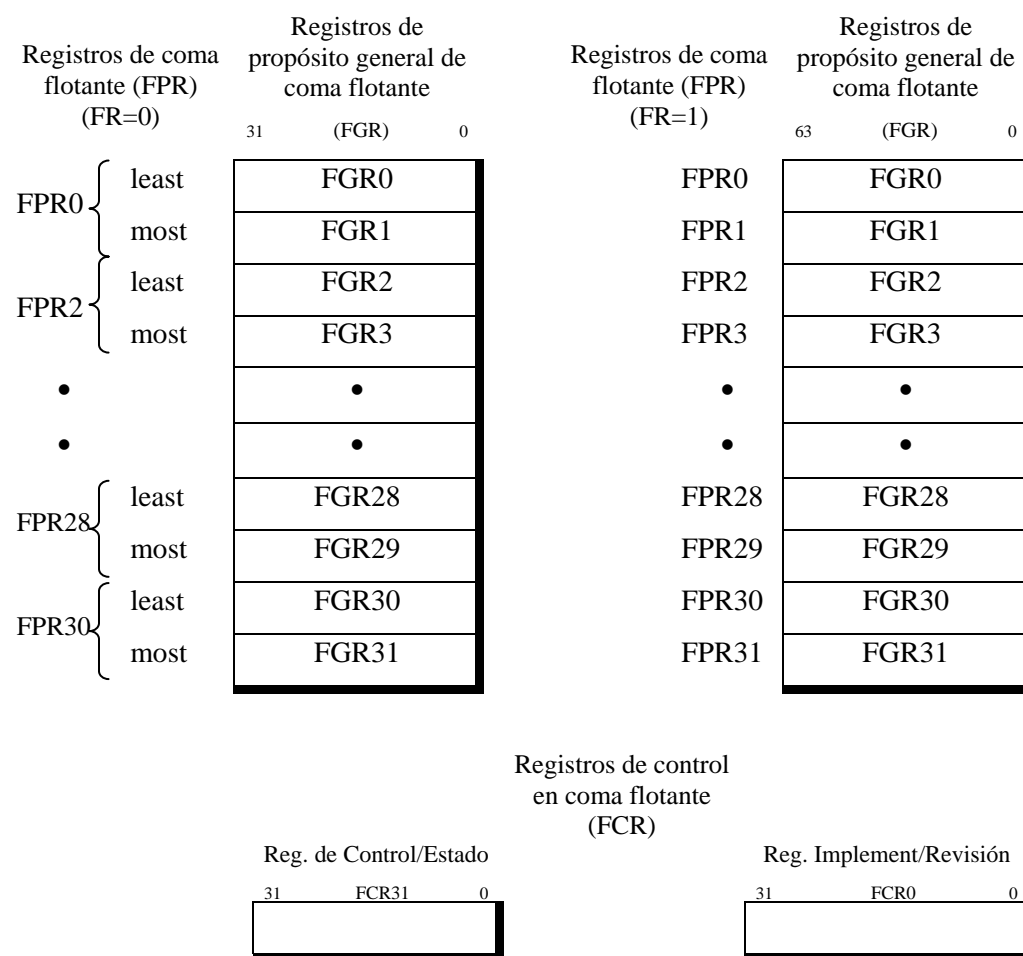 Registros de coma
flotante (FPR)
(FR=0)
Registros de
propósito general de
coma flotante
31 (FGR) 0
Registros de coma
flotante (FPR)
(FR=1)
Registros de
propósito general de
coma flotante
63 (FGR) 0
FPR0
least FGR0
most FGR1
FPR2
least FGR2
most FGR3
• •
• •
FPR28
least FGR28
most FGR29
FPR30
least FGR30
most FGR31
FPR0 FGR0
FPR1 FGR1
FPR2 FGR2
FPR3 FGR3
• •
• •
FPR28 FGR28
FPR29 FGR29
FPR30 FGR30
FPR31 FGR31
Registros de control
en coma flotante
(FCR)
Reg. de Control/Estado
31 FCR31 0
Reg. Implement/Revisión
31 FCR0 0